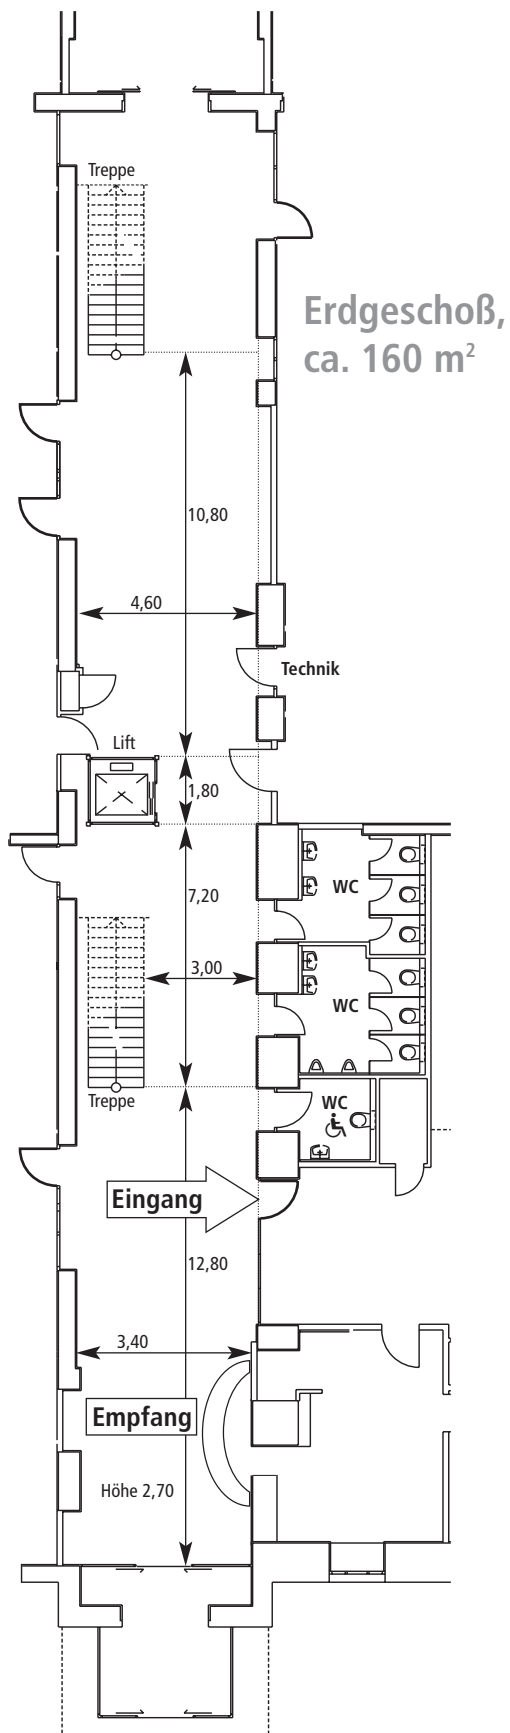 Treppe
Erdgeschoß,
ca. 160 m²
10,80
4,60
Technik
Lift
1,80
7,20
WC
3,00
WC
Treppe
WC
Eingang
12,80
3,40
Empfang
Höhe 2,70